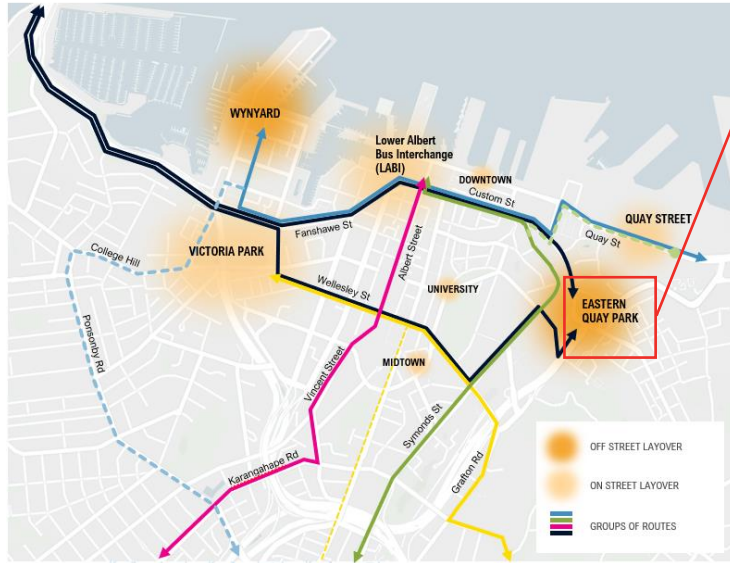 WYNYARD
Lower Albert
Bus Interchange
(LABI)
DOWNTOWN
Custom St
QUAY STREET
Fanshawe St
Quay St
VICTORIA PARK
College Hill
Albert Street
Wellesley St
UNIVERSITY
EASTERN
QUAY PARK
Ponsonby Rd
MIDTOWN
Vincent Street
Symonds St
Karangahape Rd
Grafton Rd
OFF STREET LAYOVER
ON STREET LAYOVER
GROUPS OF ROUTES